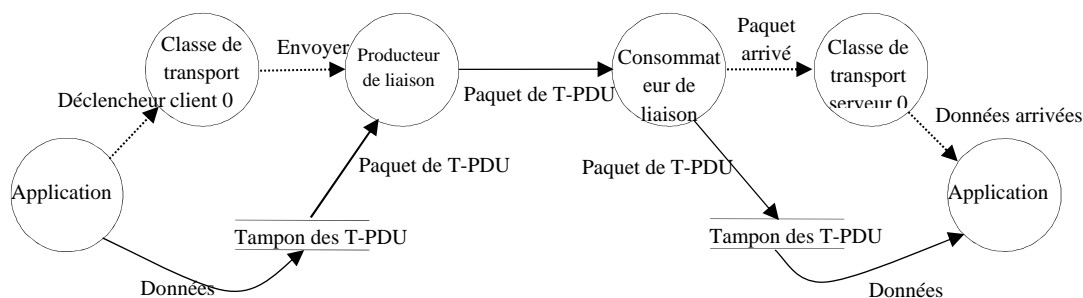 Classe de
transport
Déclencheur client 0
Envoyer
Producteur
de liaison
Paquet de T-PDU
Consommat
eur de
liaison
Paquet
arrivé
Classe de
transport
serveur 0
Données arrivées
Application
Paquet de T-PDU
Tampon des T-PDU
Données
Paquet de T-PDU
Tampon des T-PDU
Données
Application